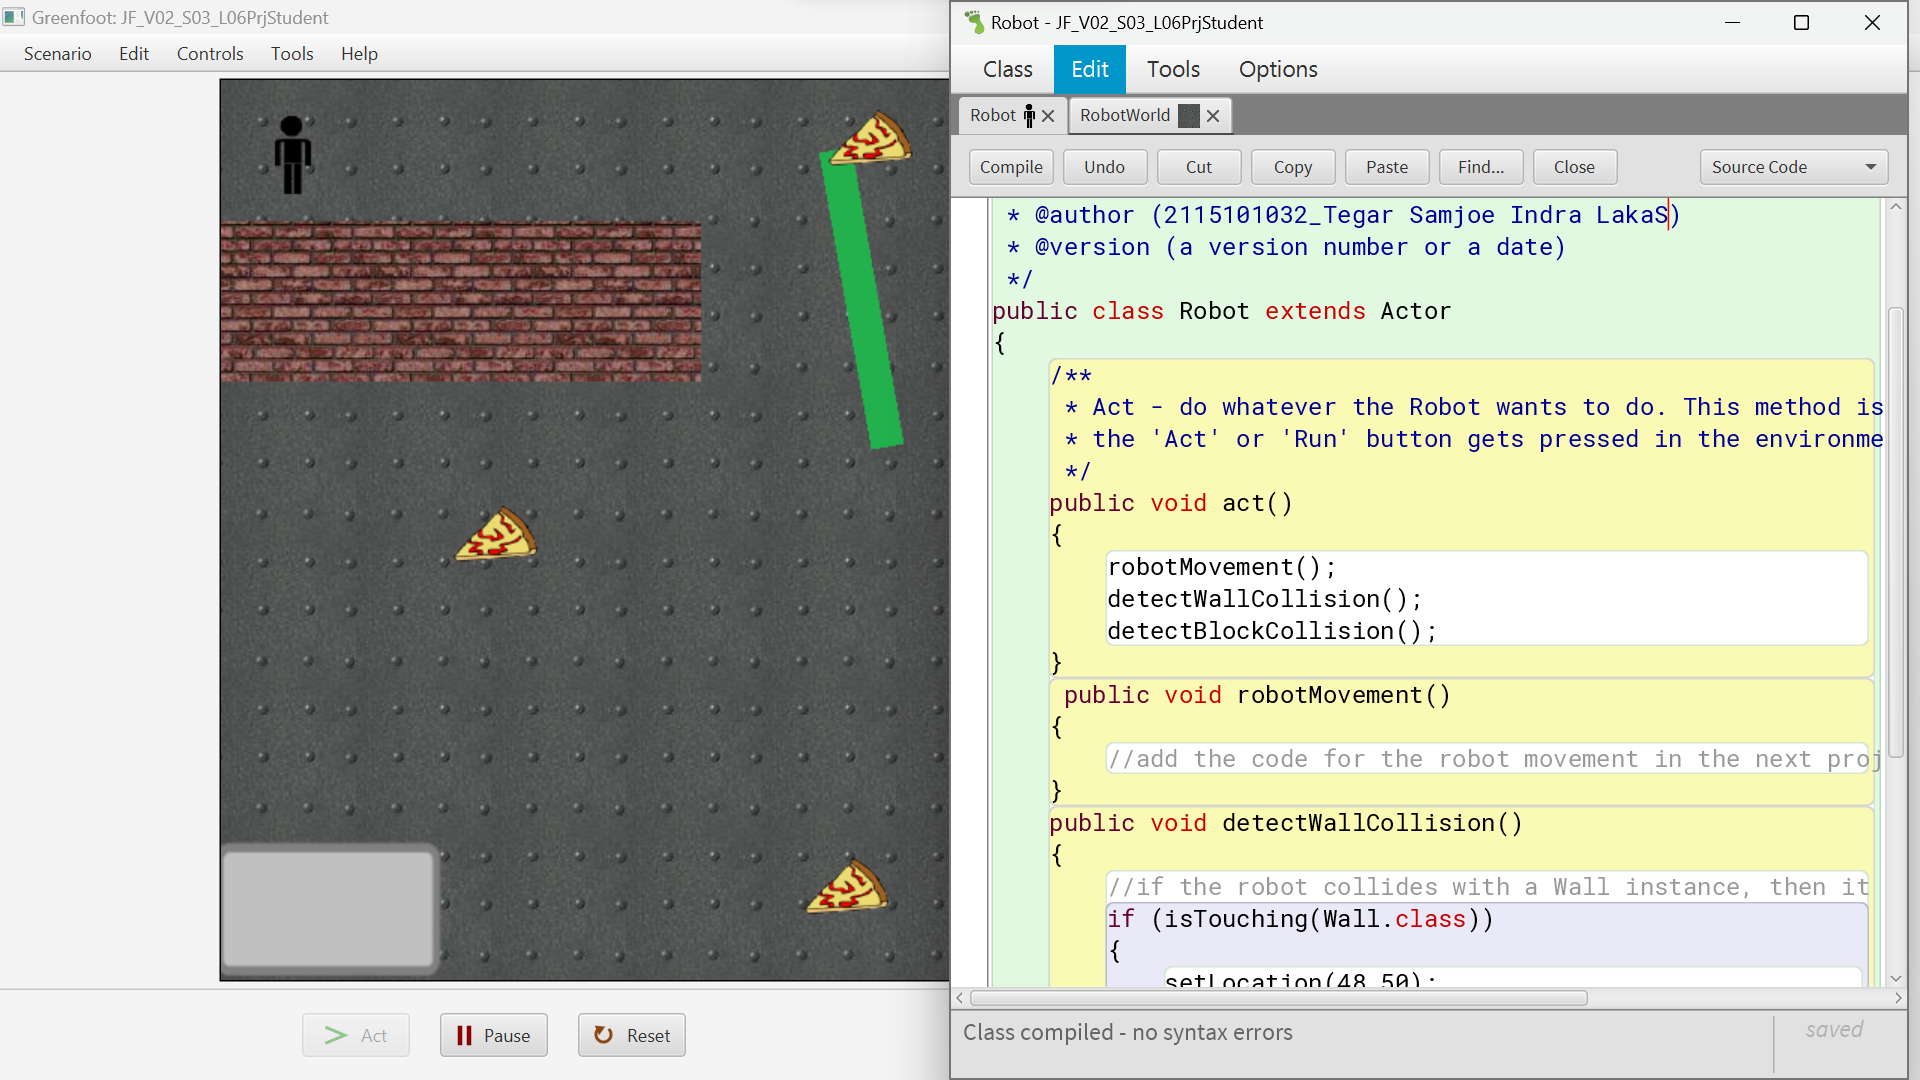 Greenfoot: JF_V02_S03_L06PrjStudent
Scenario Edit Controls Tools Help
Act
Pause
Reset
Robot - JF_V02_S03_L06PrjStudent
Class Edit Tools Options
Robot
RobotWorld
Compile Undo Cut Copy Paste Find... Close Source Code
* @author (2115101032_Tegar Samjoe Indra LakaS)
* @version (a version number or a date)
*/
public class Robot extends Actor
{
/**
* Act - do whatever the Robot wants to do. This method is
* the 'Act' or 'Run' button gets pressed in the environme
*/
public void act()
{
robotMovement();
detectWallCollision();
detectBlockCollision();
}
public void robotMovement()
{
//add the code for the robot movement in the next proj
}
public void detectWallCollision()
{
//if the robot collides with a Wall instance, then it
if (isTouching(Wall.class))
{
setLocation(48,50);
Class compiled - no syntax errors
saved